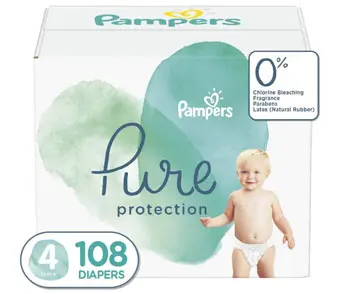 Pampers
0%
Chlorine Bleaching
Fragrance
Parabens
Latex (Natural Rubber)
Pampers
Pure
protection
4
108
DIAPERS